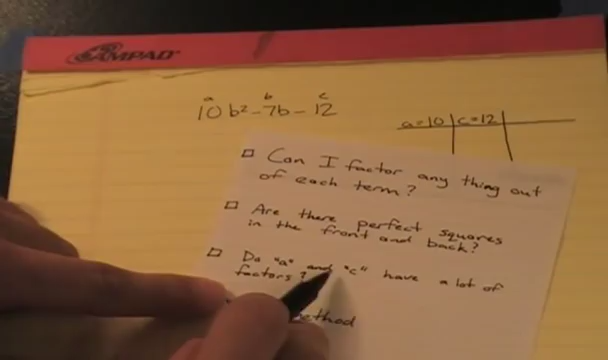 AMPAD
a b c
10b² - 7b - 12
a=10 c=12
Can I factor any thing out
of each term?
Are there perfect squares
in the front and back?
Do "a" and "c" have a lot of
factors?
method